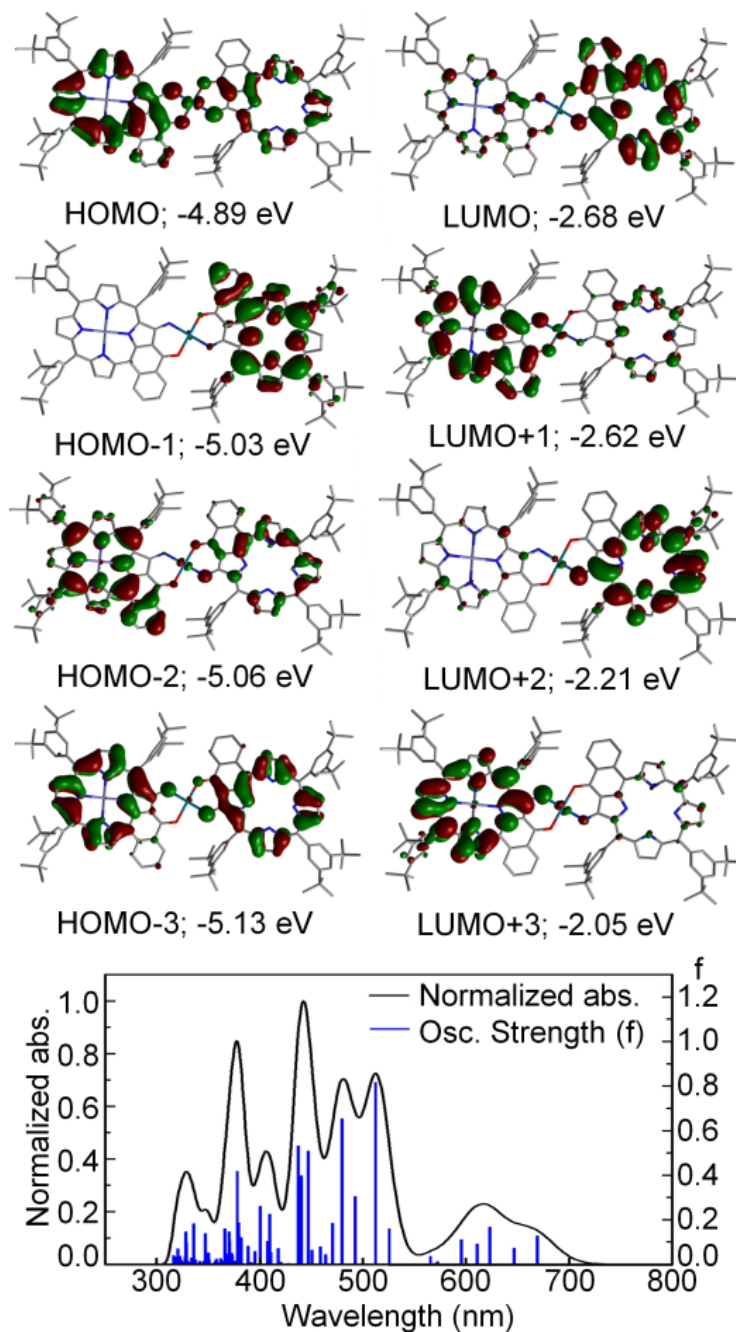 HOMO; -4.89 eV
LUMO; -2.68 eV
HOMO-1; -5.03 eV
LUMO+1; -2.62 eV
HOMO-2; -5.06 eV
LUMO+2; -2.21 eV
HOMO-3; -5.13 eV
LUMO+3; -2.05 eV
f
Normalized abs.
Osc. Strength (f)
Normalized abs.
1.0
0.8
0.6
0.4
0.2
0.0
1.2
1.0
0.8
0.6
0.4
0.2
0.0
300 400 500 600 700 800
Wavelength (nm)